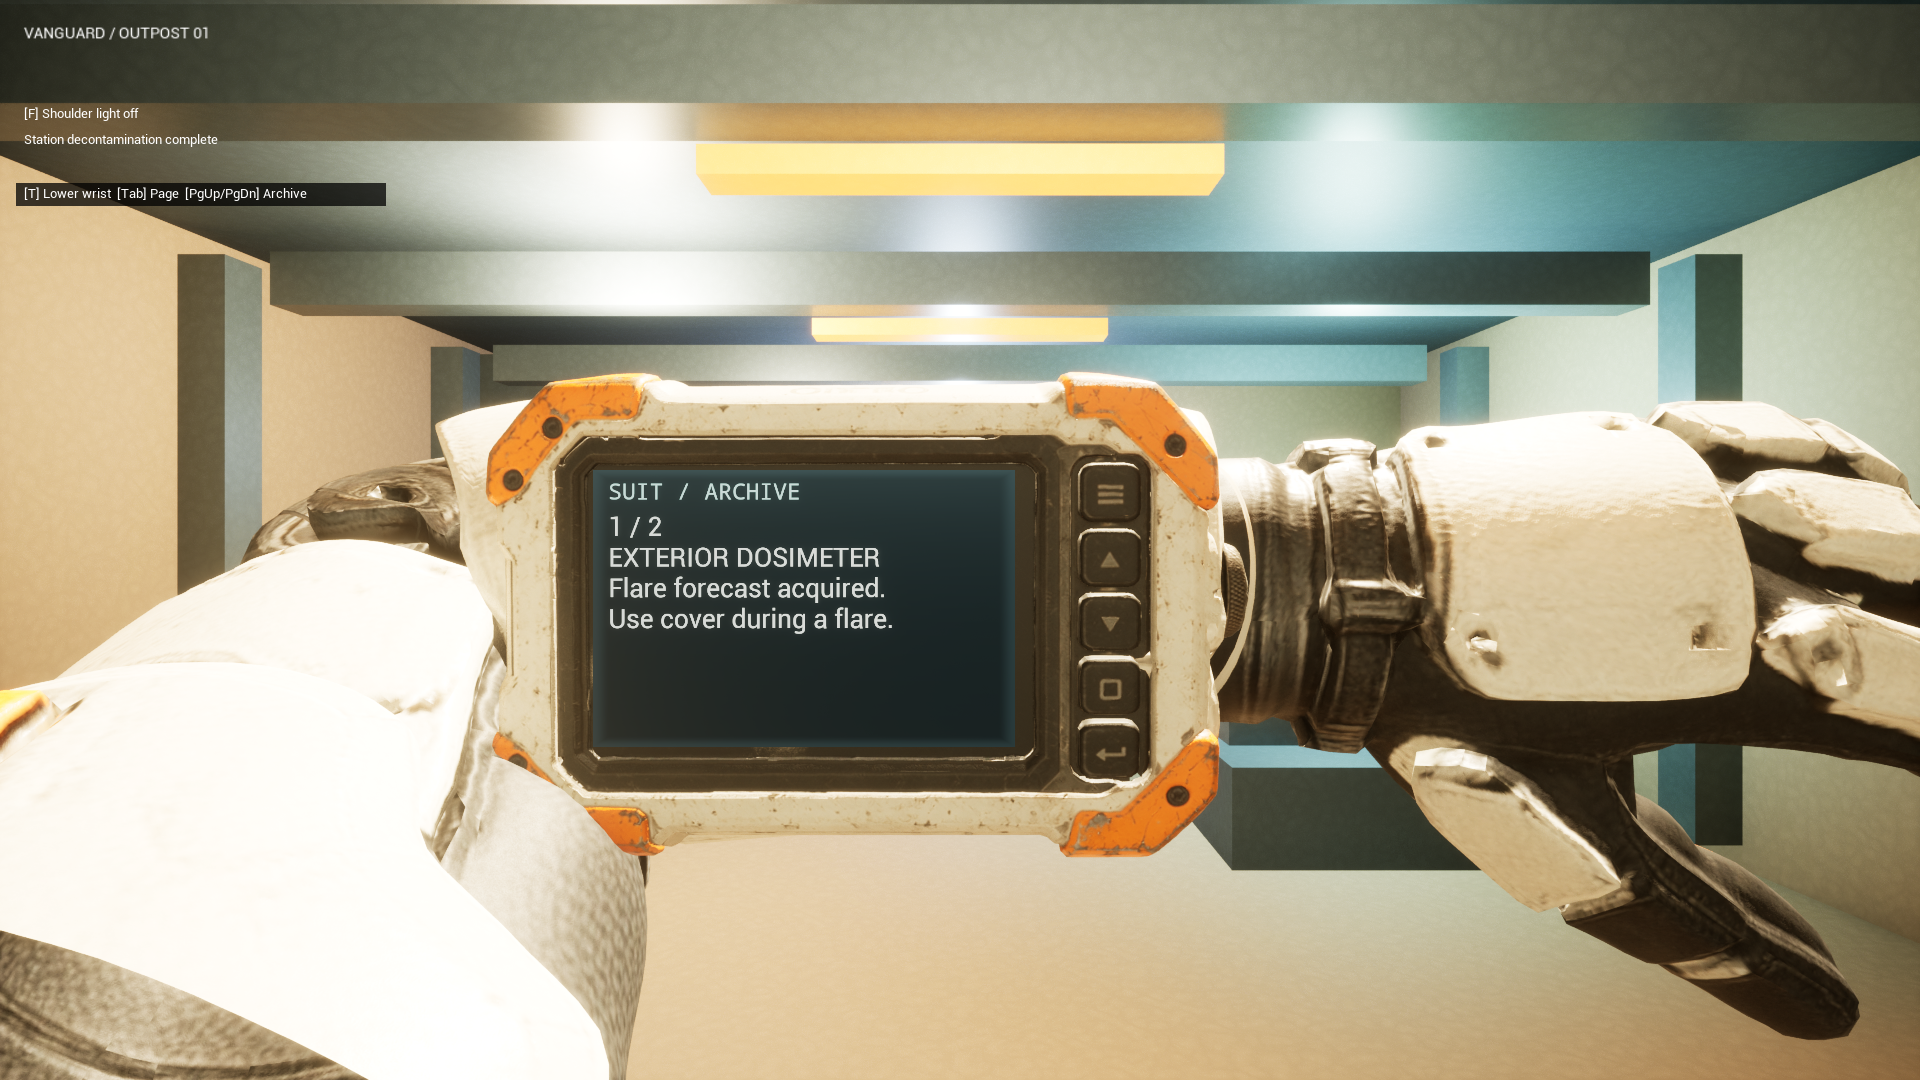 VANGUARD / OUTPOST 01
[F] Shoulder light off
Station decontamination complete
[T] Lower wrist [Tab] Page [PgUp/PgDn] Archive
SUIT / ARCHIVE
1 / 2
EXTERIOR DOSIMETER
Flare forecast acquired.
Use cover during a flare.